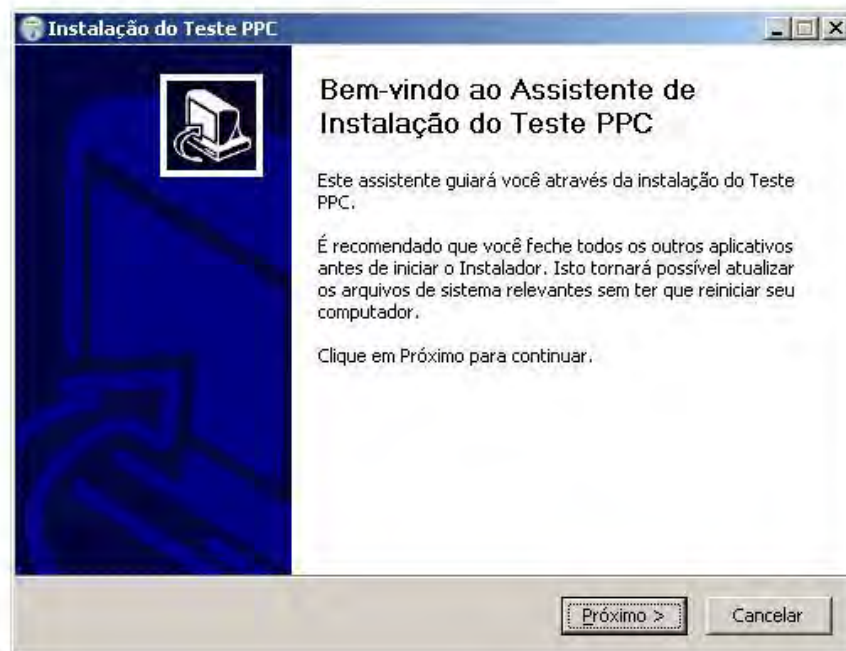 Instalação do Teste PPC
Bem-vindo ao Assistente de
Instalação do Teste PPC
Este assistente guiará você através da instalação do Teste
PPC.
É recomendado que você feche todos os outros aplicativos
antes de iniciar o Instalador. Isto tornará possível atualizar
os arquivos de sistema relevantes sem ter que reiniciar seu
computador.
Clique em Próximo para continuar.
Próximo > Cancelar